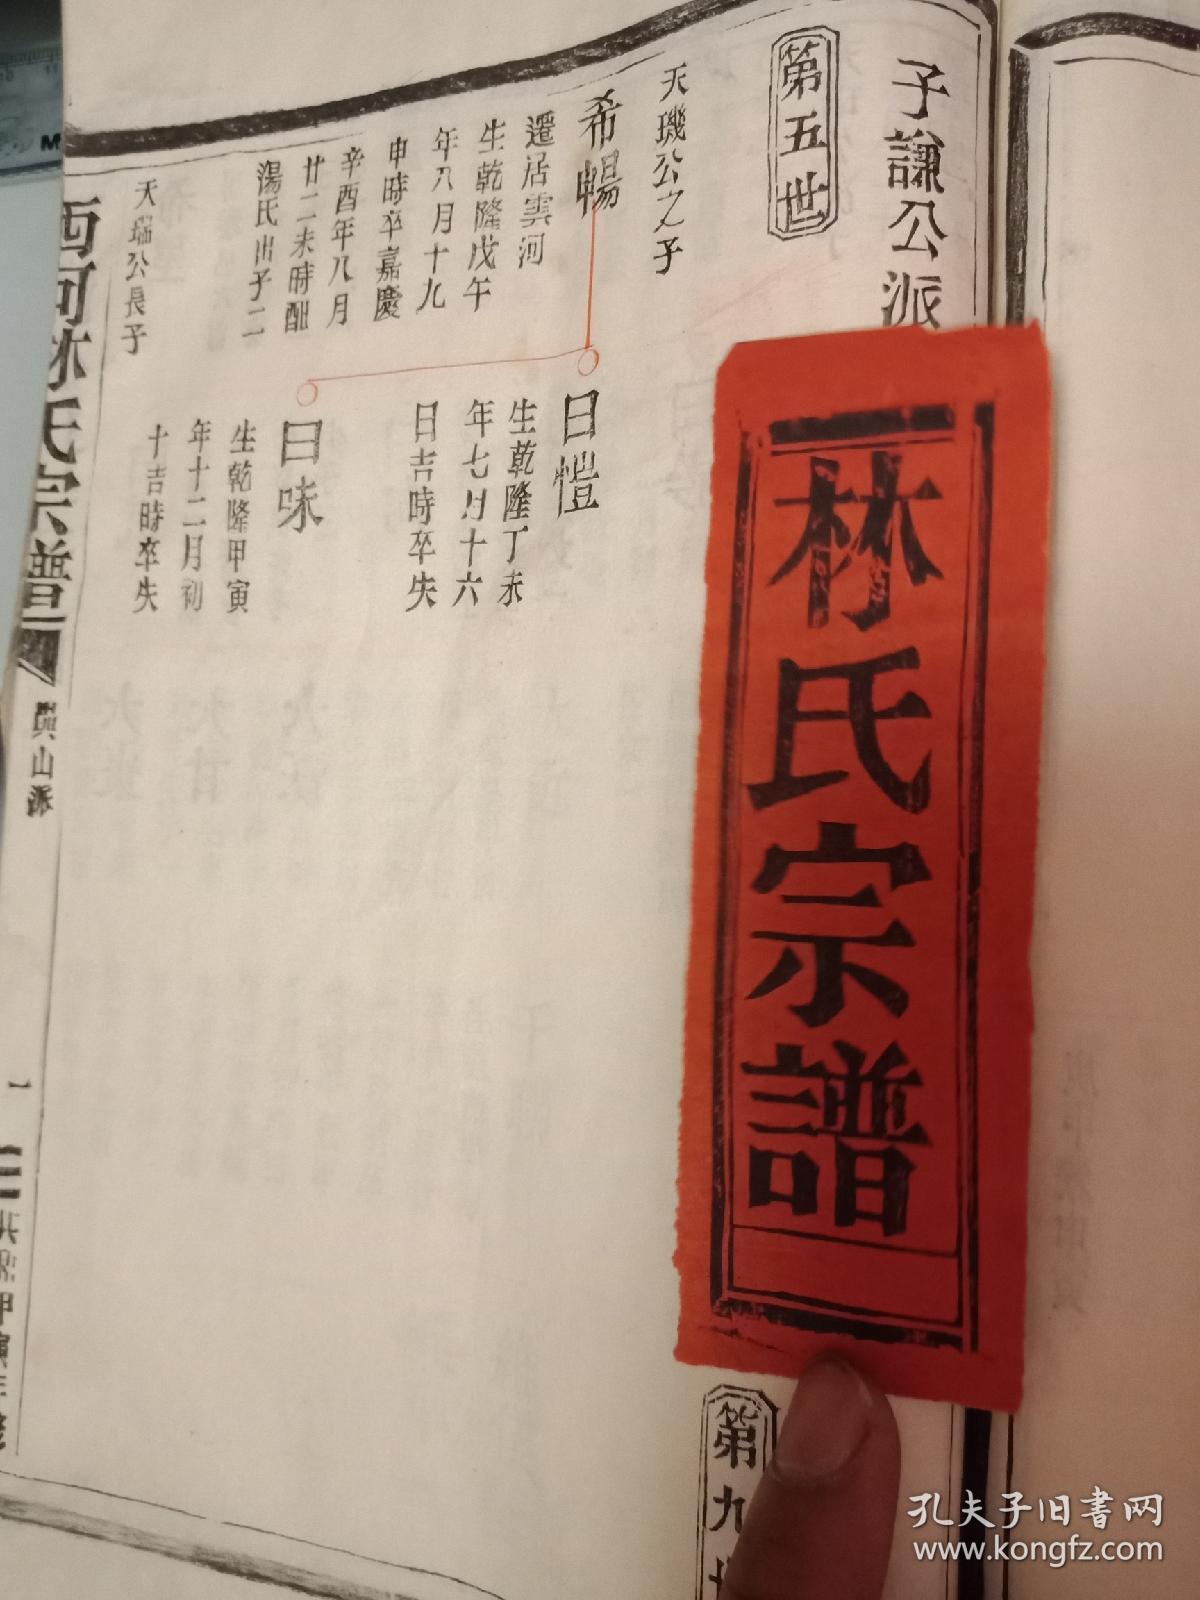 子謙公派
第五世
天璣公之子
希暢
遷居雲河
生乾隆戊午
年八月十九
申時卒嘉慶
辛酉年八月
廿二未時配
湯氏出子二
天瑞公長子
日愷
生乾隆丁未
年七月十六
日吉時卒失
日味
生乾隆甲寅
年十二月初
十吉時卒失
西河林氏宗譜
山派
一
林氏宗譜
第九世
孔夫子旧书网
www.kongfz.com